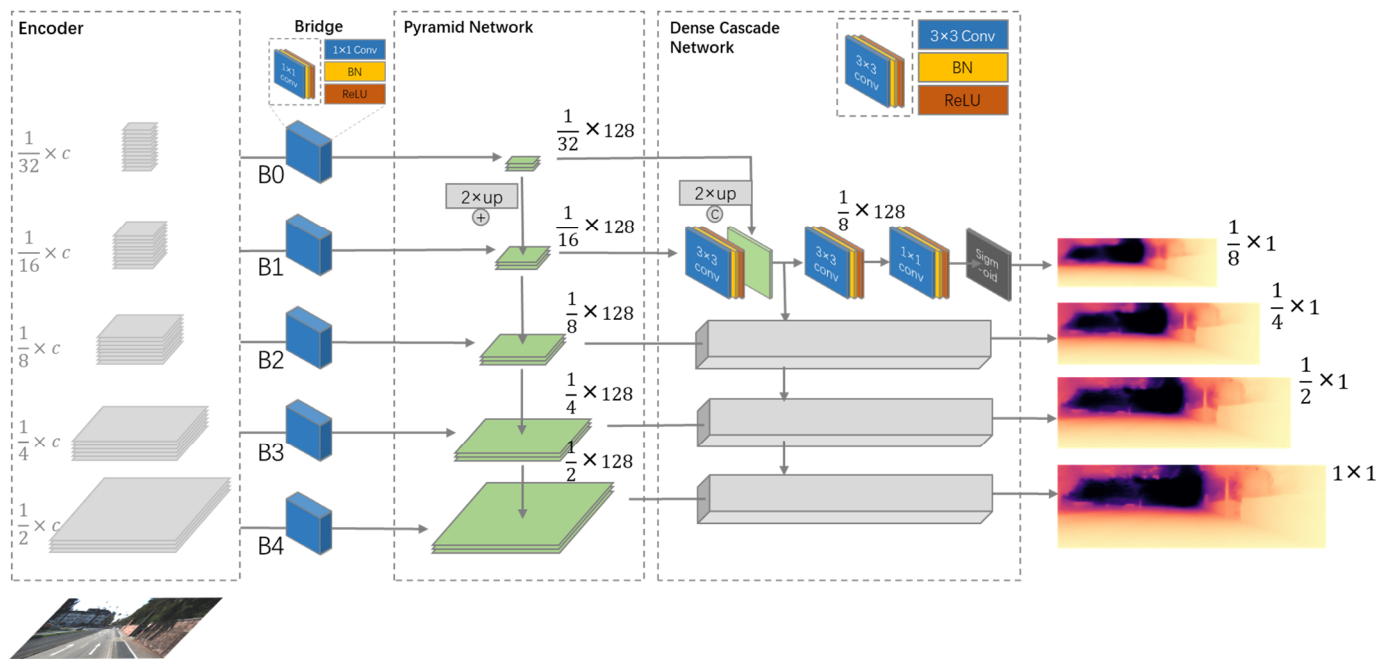 Encoder
Bridge
1×1 conv
1×1 Conv
BN
ReLU
Pyramid Network
Dense Cascade
Network
3×3 conv
3×3 Conv
BN
ReLU
1/32 × c
B0
1/32 × 128
2×up
+
2×up
C
1/16 × c
B1
1/16 × 128
3×3 conv
1/8 × 128
3×3 conv
1×1 conv
Sigm
-oid
1/8 × 1
1/8 × c
B2
1/8 × 128
1/4 × 1
1/4 × c
B3
1/4 × 128
1/2 × 1
1/2 × c
B4
1/2 × 128
1×1